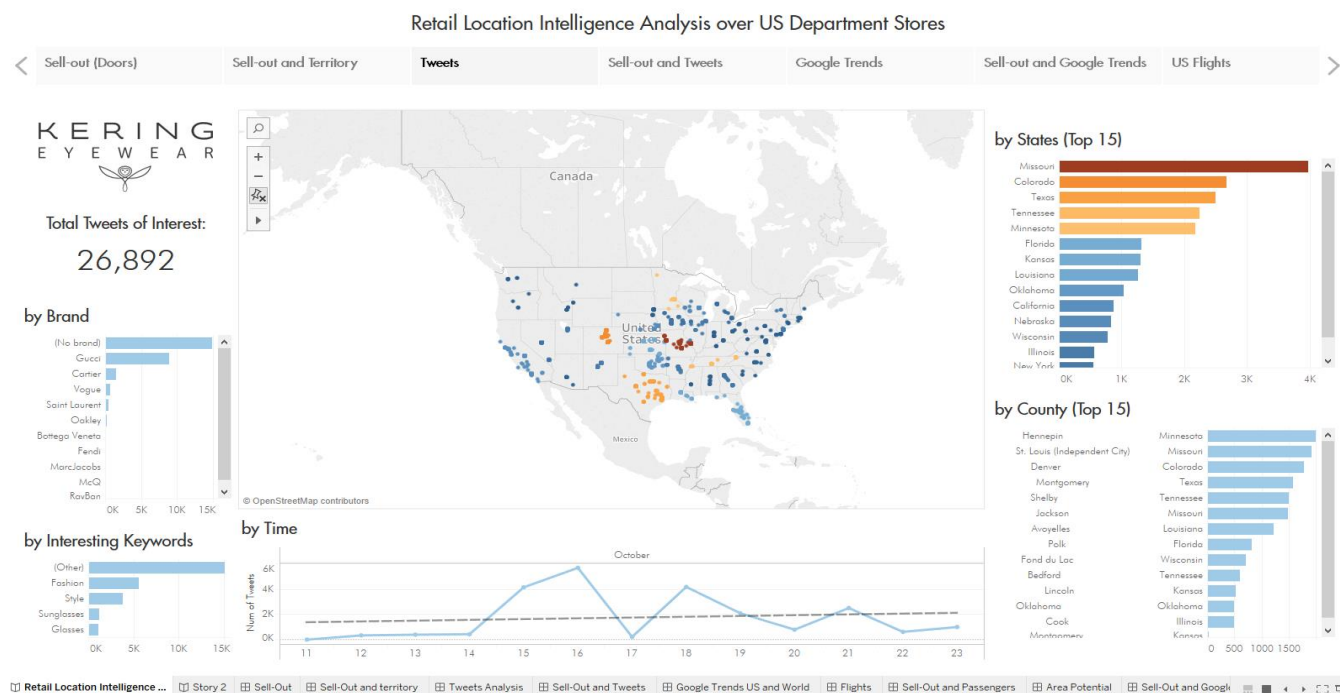 Retail Location Intelligence Analysis over US Department Stores
Sell-out (Doors)
Sell-out and Territory
Tweets
Sell-out and Tweets
Google Trends
Sell-out and Google Trends
US Flights
KERING
EYEWEAR
Total Tweets of Interest:
26,892
by Brand
(No brand)
Gucci
Cartier
Vogue
Saint Laurent
Oakley
Bottega Veneta
Fendi
MarcJacobs
McQ
RayBan
0K 5K 10K 15K
by Interesting Keywords
(Other)
Fashion
Style
Sunglasses
Glasses
0K 5K 10K 15K
Canada
United
States
Mexico
© OpenStreetMap contributors
by Time
October
Num of Tweets
6K
4K
2K
0K
11 12 13 14 15 16 17 18 19 20 21 22 23
by States (Top 15)
Missouri
Colorado
Texas
Tennessee
Minnesota
Florida
Kansas
Louisiana
Oklahoma
California
Nebraska
Wisconsin
Illinois
New York
0K 1K 2K 3K 4K
by County (Top 15)
Hennepin Minnesota
St. Louis (Independent City) Missouri
Denver Colorado
Montgomery Texas
Shelby Tennessee
Jackson Missouri
Avoyelles Louisiana
Polk Florida
Fond du Lac Wisconsin
Bedford Tennessee
Lincoln Kansas
Oklahoma Oklahoma
Cook Illinois
Montgomery Kansas
0 500 1000 1500
Retail Location Intelligence ...
Story 2
Sell-Out
Sell-Out and territory
Tweets Analysis
Sell-Out and Tweets
Google Trends US and World
Flights
Sell-Out and Passengers
Area Potential
Sell-Out and Google